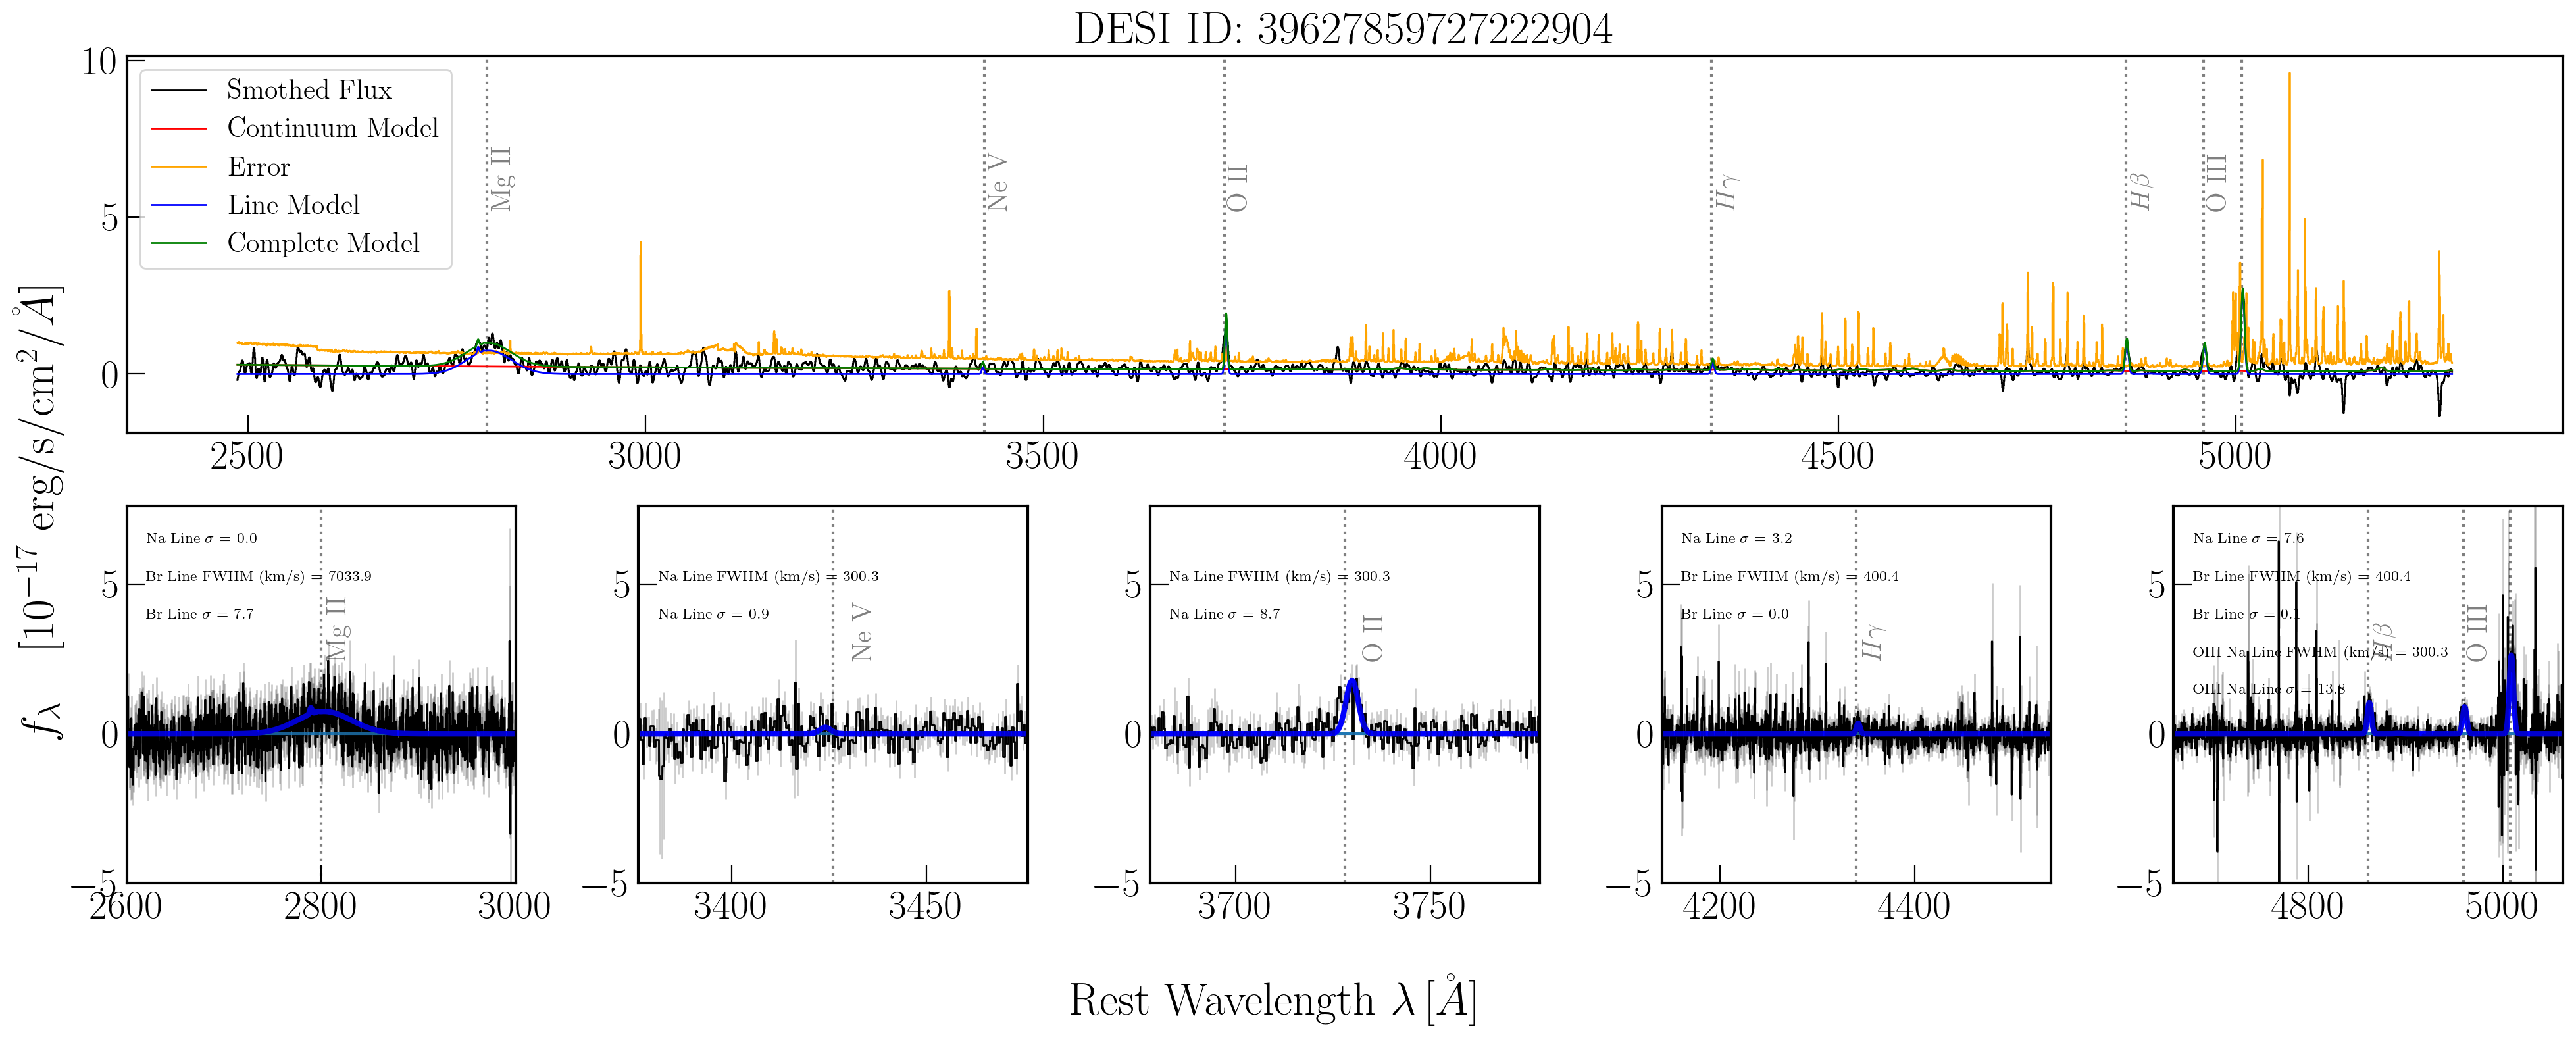 DESI ID: 39627859727222904
10
5
0
Smothed Flux
Continuum Model
Error
Line Model
Complete Model
Mg II
Ne V
O II
Hγ
Hβ
O III
2500 3000 3500 4000 4500 5000
fλ [10⁻¹⁷ erg/s/cm²/Å]
Na Line σ = 0.0
Br Line FWHM (km/s) = 7033.9
Br Line σ = 7.7
Mg II
5
0
−5
2600 2800 3000
Na Line FWHM (km/s) = 300.3
Na Line σ = 0.9
Ne V
5
0
−5
3400 3450
Na Line FWHM (km/s) = 300.3
Na Line σ = 8.7
O II
5
0
−5
3700 3750
Na Line σ = 3.2
Br Line FWHM (km/s) = 400.4
Br Line σ = 0.0
Hγ
5
0
−5
4200 4400
Na Line σ = 7.6
Br Line FWHM (km/s) = 400.4
Br Line σ = 0.1
OIII Na Line FWHM (km/s) = 300.3
OIII Na Line σ = 13.8
Hβ
O III
5
0
−5
4800 5000
Rest Wavelength λ [Å]